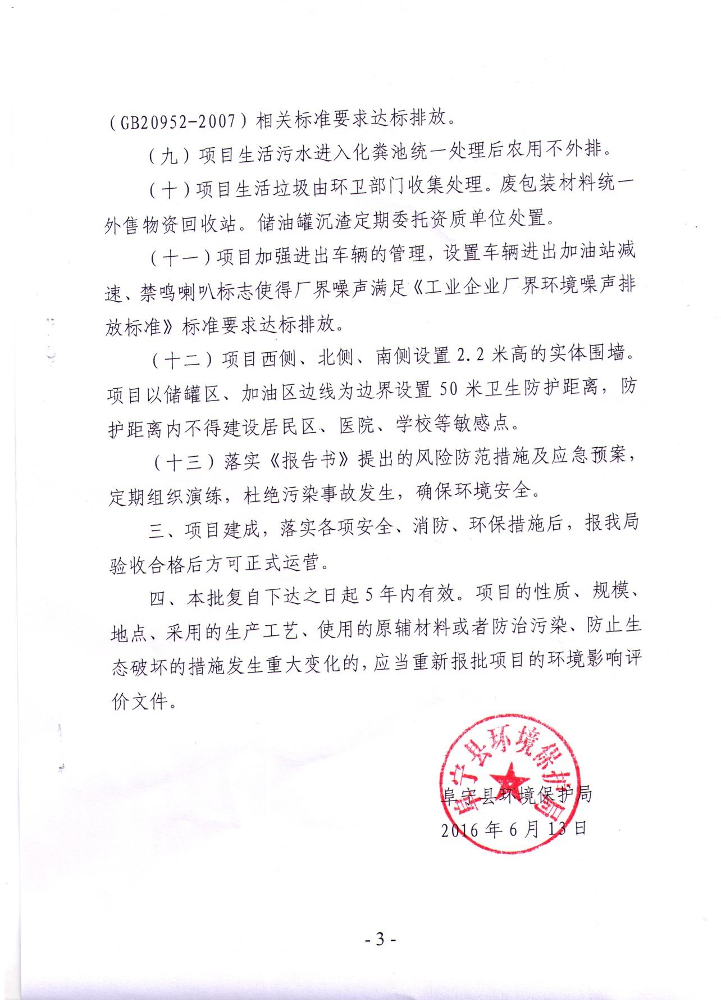 （GB20952-2007）相关标准要求达标排放。
（九）项目生活污水进入化粪池统一处理后农用不外排。
（十）项目生活垃圾由环卫部门收集处理。废包装材料统一
外售物资回收站。储油罐沉渣定期委托资质单位处置。
（十一）项目加强进出车辆的管理，设置车辆进出加油站减
速、禁鸣喇叭标志使得厂界噪声满足《工业企业厂界环境噪声排
放标准》标准要求达标排放。
（十二）项目西侧、北侧、南侧设置2.2米高的实体围墙。
项目以储罐区、加油区边线为边界设置50米卫生防护距离，防
护距离内不得建设居民区、医院、学校等敏感点。
（十三）落实《报告书》提出的风险防范措施及应急预案，
定期组织演练，杜绝污染事故发生，确保环境安全。
三、项目建成，落实各项安全、消防、环保措施后，报我局
验收合格后方可正式运营。
四、本批复自下达之日起5年内有效。项目的性质、规模、
地点、采用的生产工艺、使用的原辅材料或者防治污染、防止生
态破坏的措施发生重大变化的，应当重新报批项目的环境影响评
价文件。
阜宁县环境保护局
阜宁县环境保护局
2016年6月13日
- 3 -